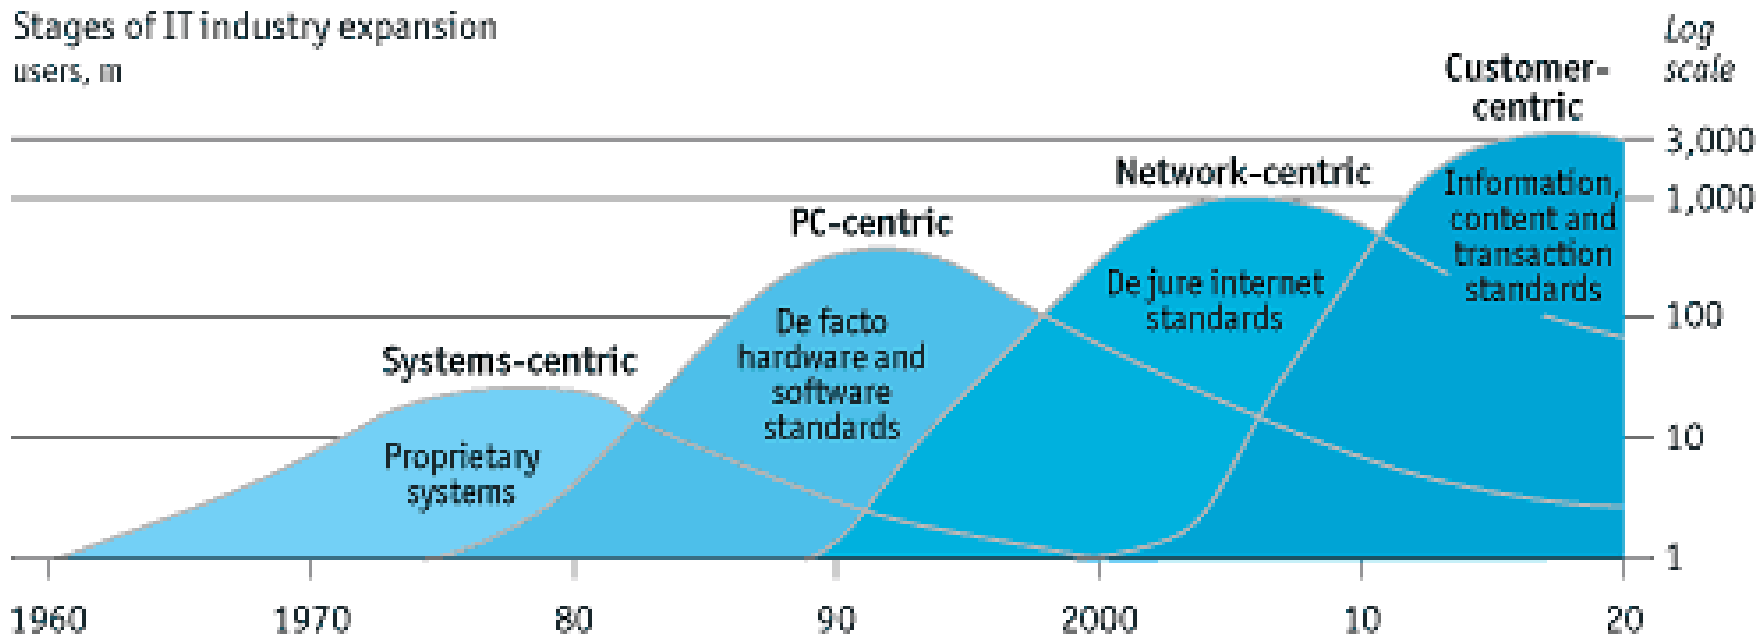 Stages of IT industry expansion
users, m
Log
scale
Customer-
centric
3,000
Network-centric
1,000
Information,
content and
transaction
standards
PC-centric
De jure internet
standards
100
De facto
hardware and
software
standards
Systems-centric
10
Proprietary
systems
1
1960
1970
80
90
2000
10
20